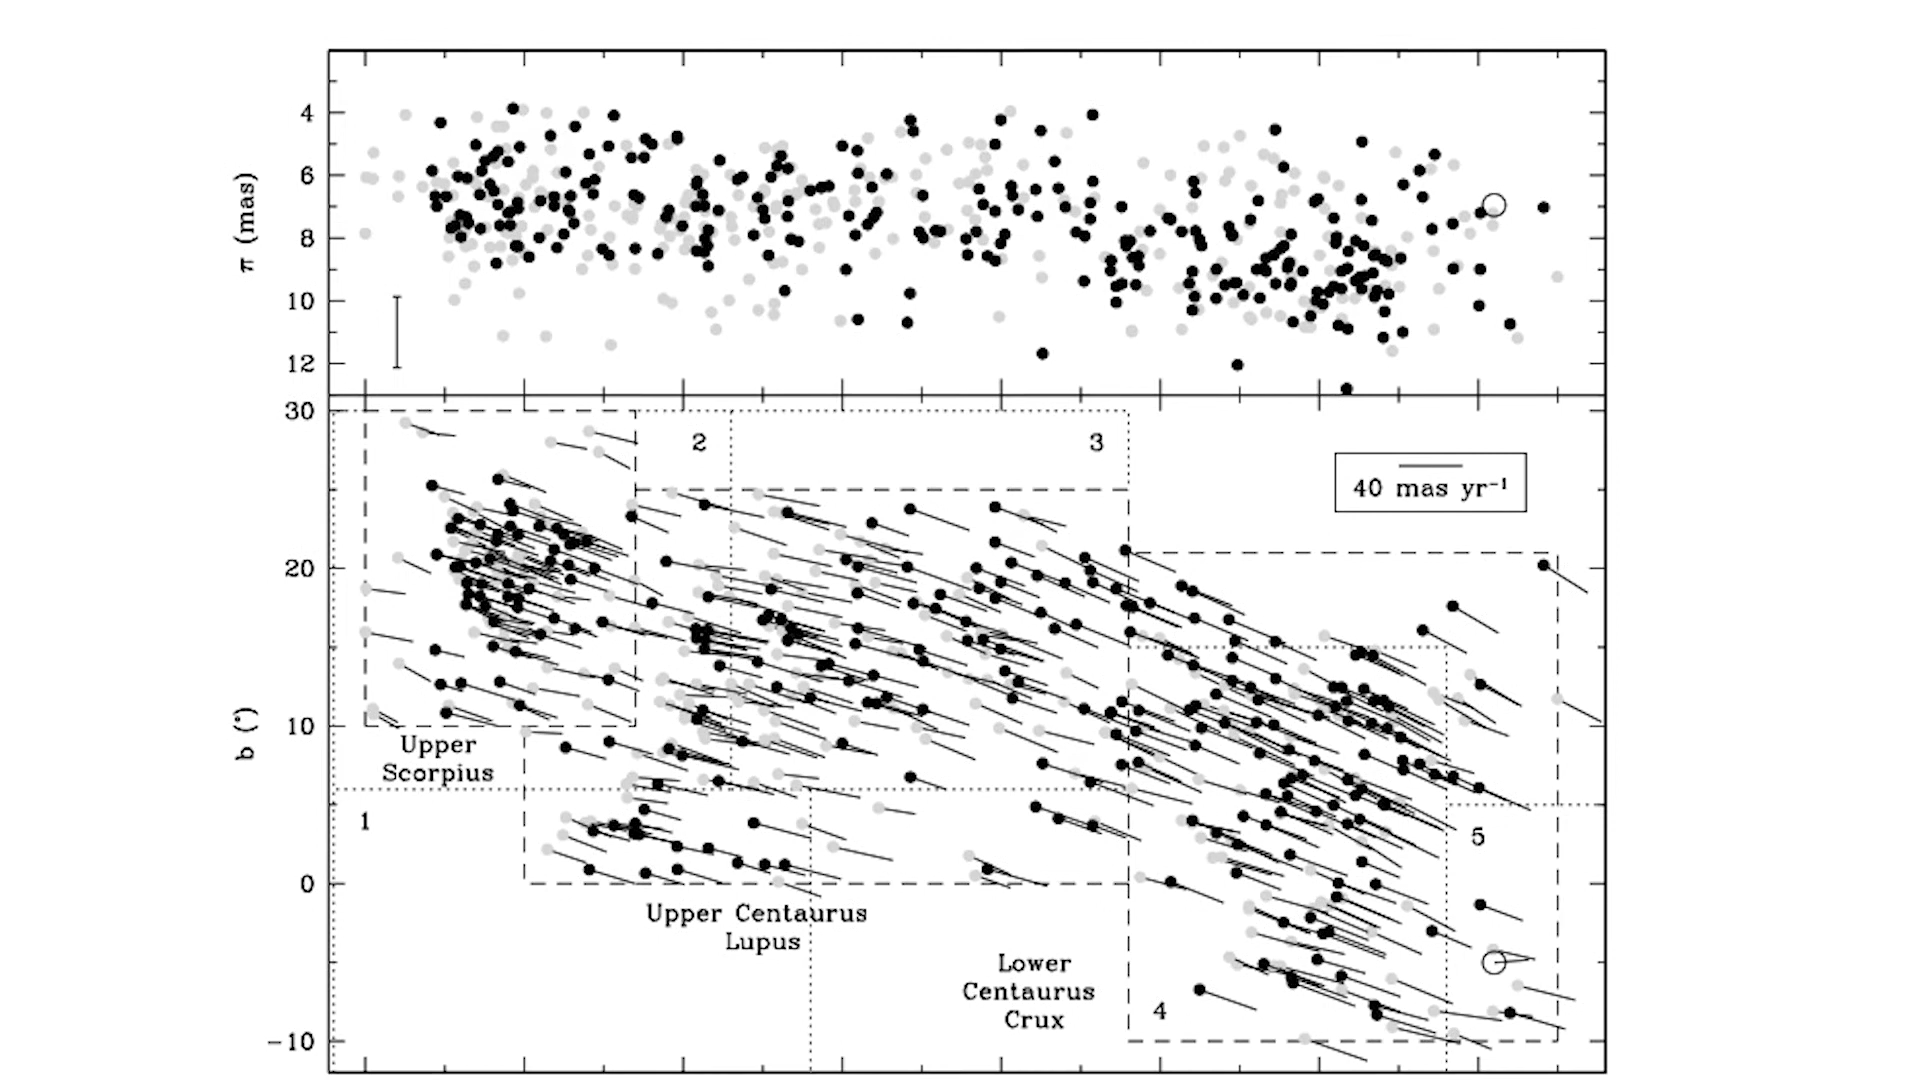 4
6
π (mas)
8
10
12
30
2
3
40 mas yr⁻¹
20
10
b (°)
Upper
Scorpius
1
5
0
Upper Centaurus
Lupus
Lower
Centaurus
Crux
4
-10